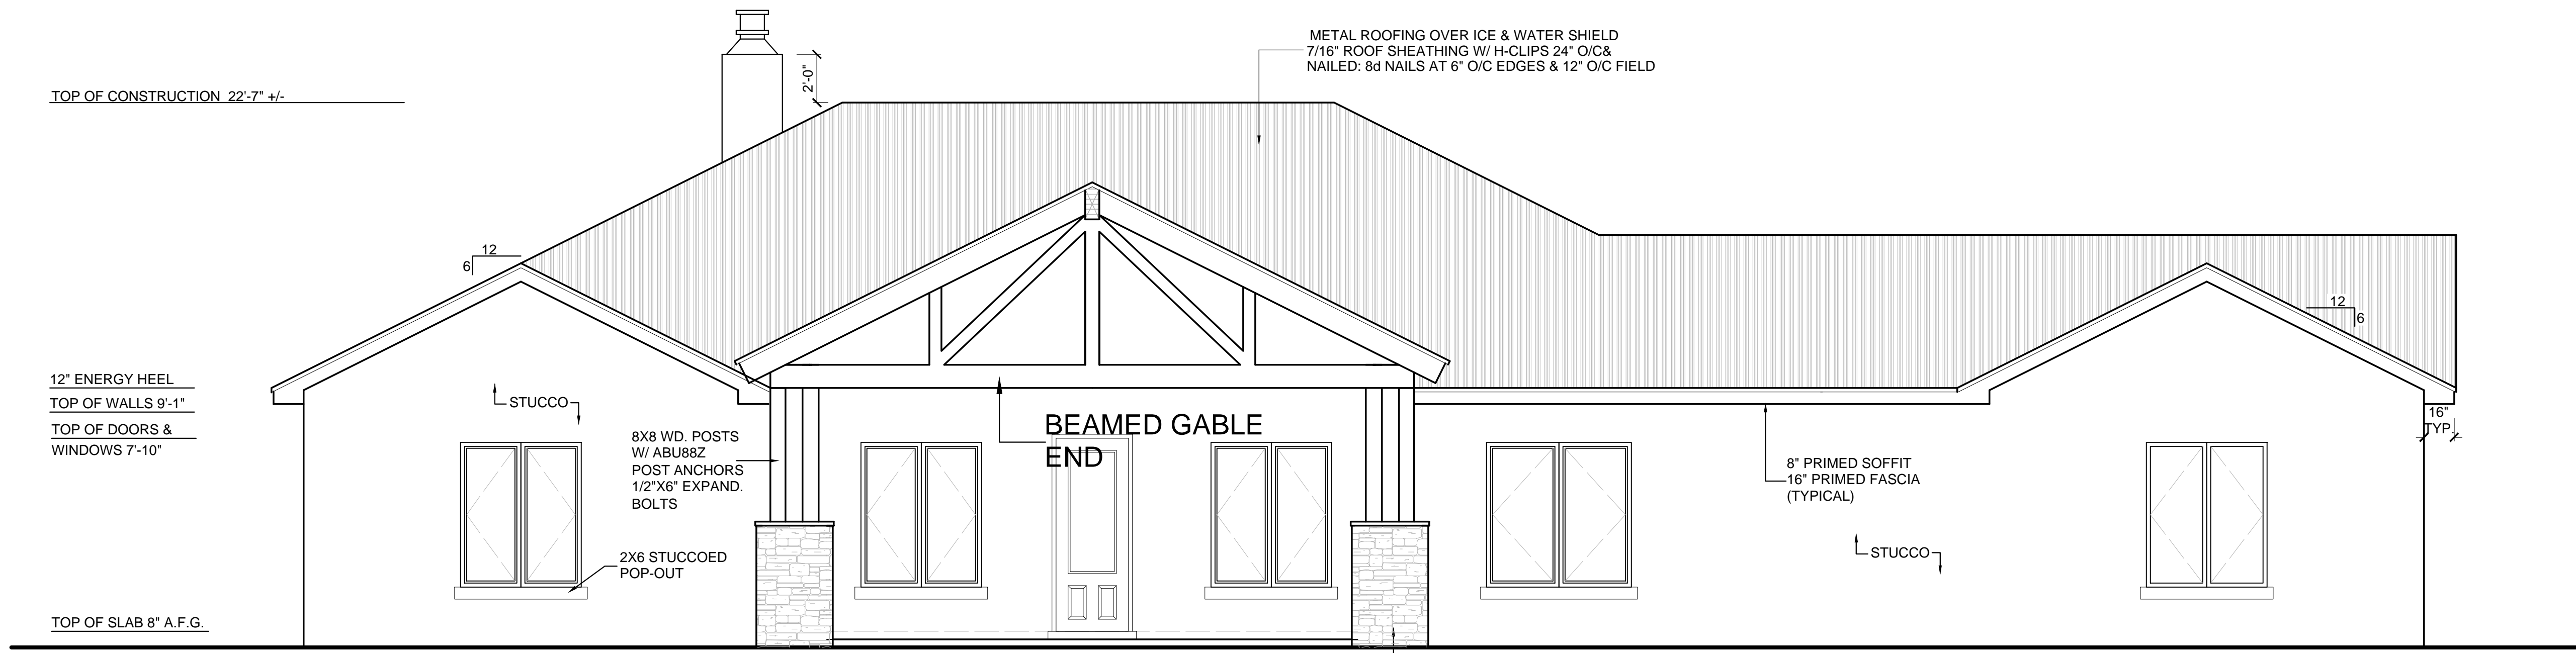 METAL ROOFING OVER ICE & WATER SHIELD
7/16" ROOF SHEATHING W/ H-CLIPS 24" O/C&
NAILED: 8d NAILS AT 6" O/C EDGES & 12" O/C FIELD
2'-0"
TOP OF CONSTRUCTION  22'-7" +/-
12
6
12
6
12" ENERGY HEEL
TOP OF WALLS 9'-1"
TOP OF DOORS &
WINDOWS 7'-10"
STUCCO
8X8 WD. POSTS
W/ ABU88Z
POST ANCHORS
1/2"X6" EXPAND.
BOLTS
BEAMED GABLE
END
16"
TYP.
8" PRIMED SOFFIT
16" PRIMED FASCIA
(TYPICAL)
STUCCO
2X6 STUCCOED
POP-OUT
TOP OF SLAB 8" A.F.G.